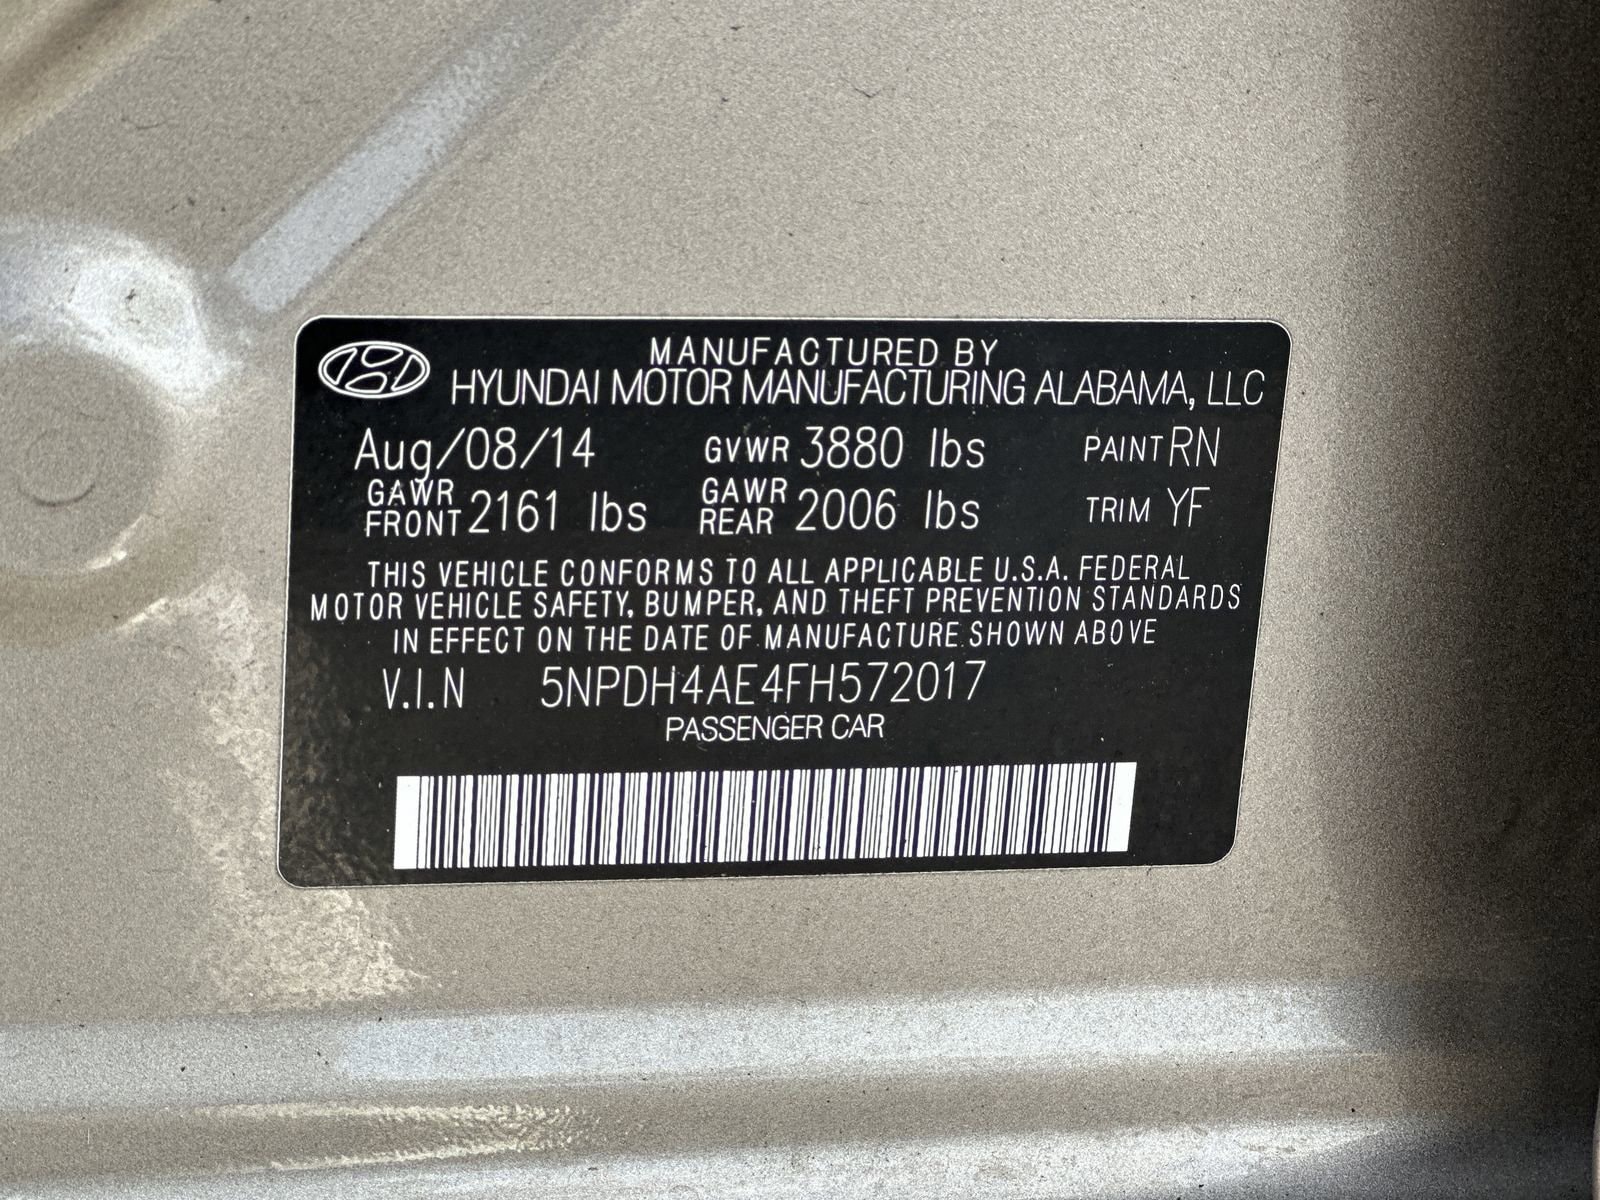 MANUFACTURED BY
HYUNDAI MOTOR MANUFACTURING ALABAMA, LLC
Aug/08/14 GVWR 3880 lbs PAINT RN
GAWR FRONT 2161 lbs GAWR REAR 2006 lbs TRIM YF
THIS VEHICLE CONFORMS TO ALL APPLICABLE U.S.A. FEDERAL
MOTOR VEHICLE SAFETY, BUMPER, AND THEFT PREVENTION STANDARDS
IN EFFECT ON THE DATE OF MANUFACTURE SHOWN ABOVE
V.I.N 5NPDH4AE4FH572017
PASSENGER CAR